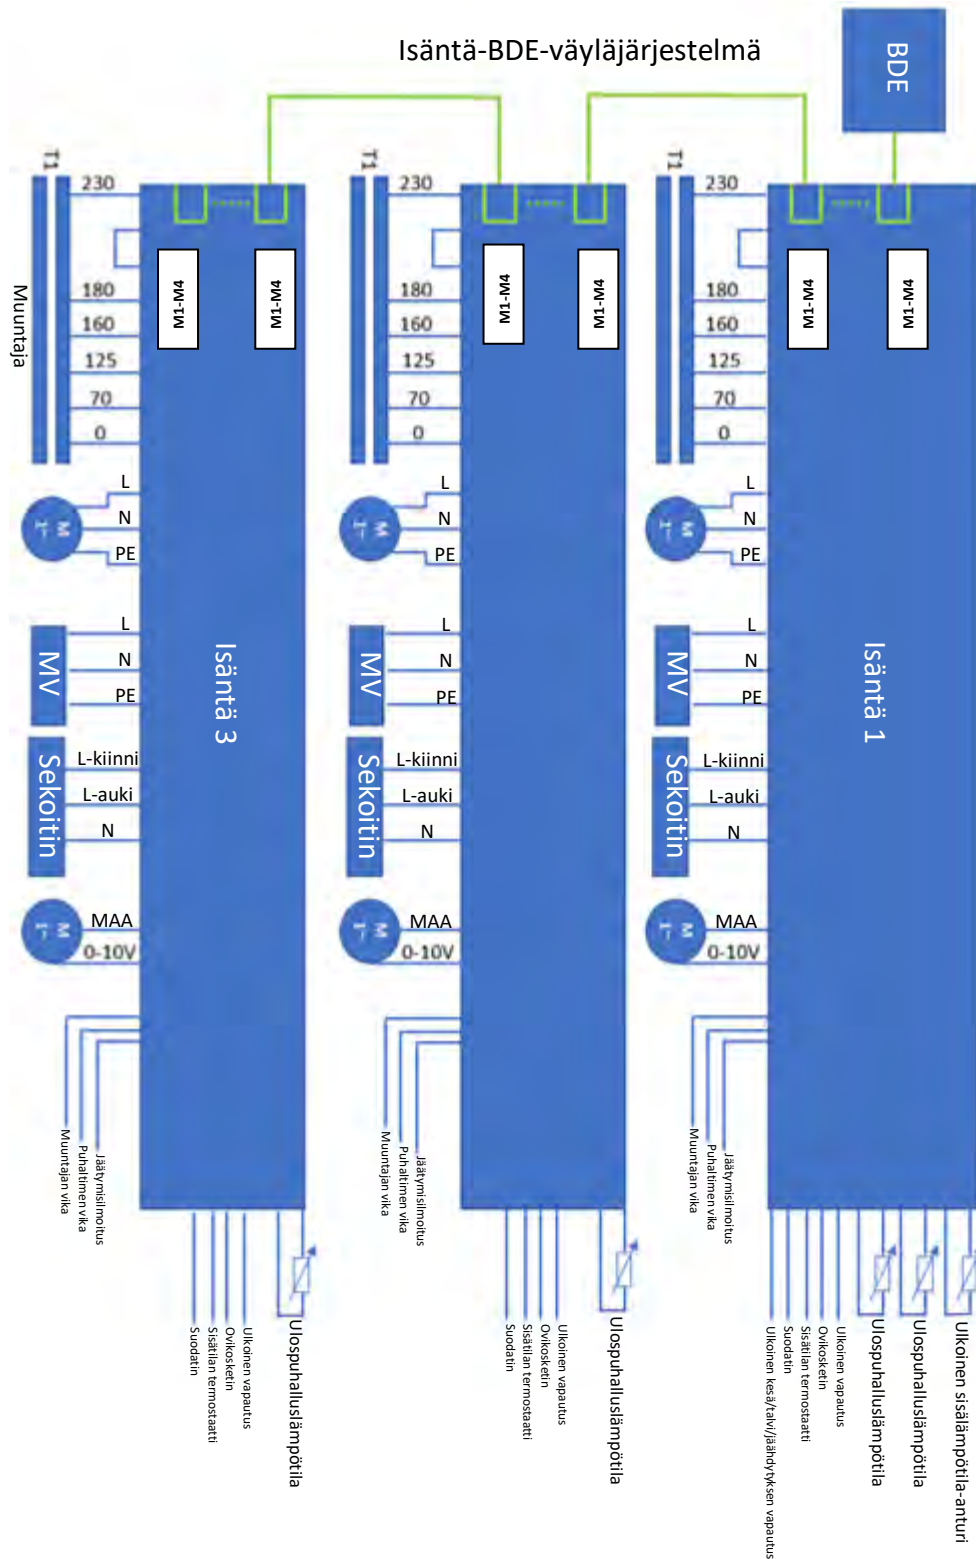 Isäntä-BDE-väyläjärjestelmä
BDE
T1
Muuntaja
230
180
160
125
70
0
M1-M4
M1-M4
L
N
PE
M
1~
L
N
PE
MV
L-kiinni
L-auki
N
Sekoitin
MAA
0-10V
M
1~
Isäntä 3
Muuntajan vika
Puhaltimen vika
Jäätymisilmoitus
Suodatin
Sisätilan termostaatti
Ovikosketin
Ulkoinen vapautus
Ulospuhalluslämpötila
T1
230
180
160
125
70
0
M1-M4
M1-M4
L
N
PE
M
1~
L
N
PE
MV
L-kiinni
L-auki
N
Sekoitin
MAA
0-10V
M
1~
Muuntajan vika
Puhaltimen vika
Jäätymisilmoitus
Suodatin
Sisätilan termostaatti
Ovikosketin
Ulkoinen vapautus
Ulospuhalluslämpötila
T1
230
180
160
125
70
0
M1-M4
M1-M4
L
N
PE
M
1~
L
N
PE
MV
L-kiinni
L-auki
N
Sekoitin
MAA
0-10V
M
1~
Isäntä 1
Muuntajan vika
Puhaltimen vika
Jäätymisilmoitus
Ulkoinen kesä/talvi/jäähdytyksen vapautus
Suodatin
Sisätilan termostaatti
Ovikosketin
Ulkoinen vapautus
Ulospuhalluslämpötila
Ulospuhalluslämpötila
Ulkoinen sisälämpötila-anturi